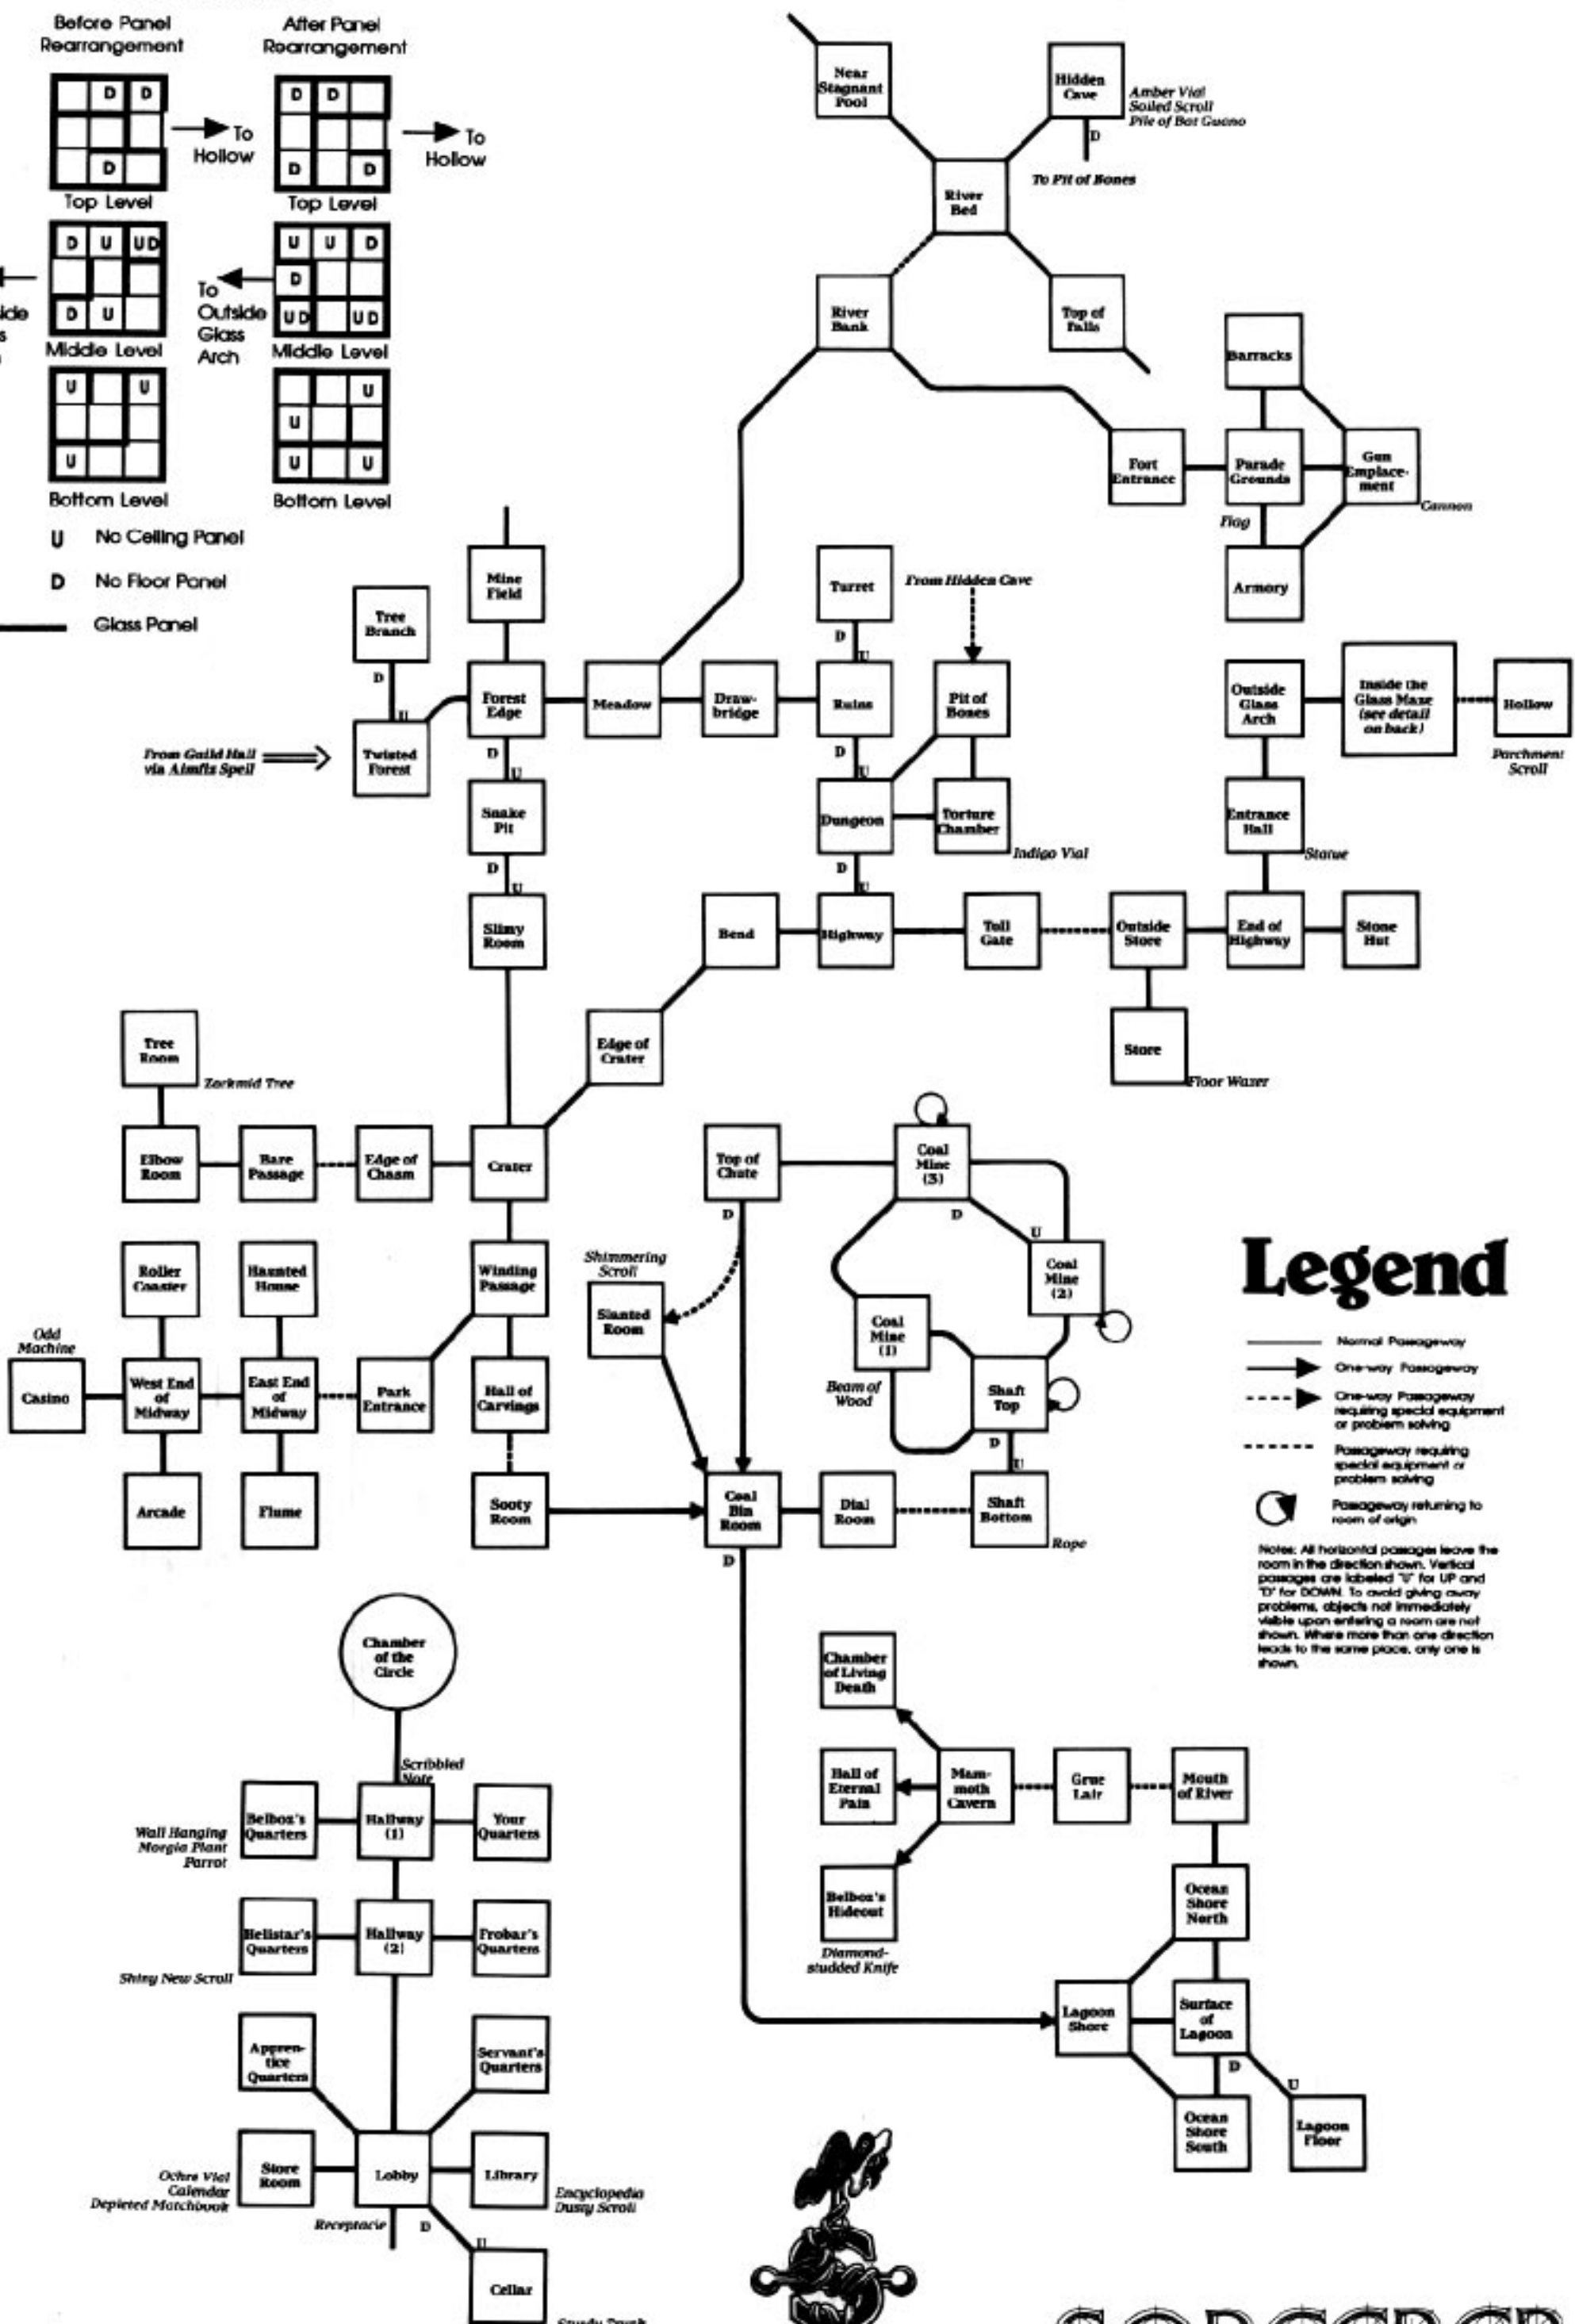 Before Panel
Rearrangement
After Panel
Rearrangement
D D
D
Top Level
To
Hollow
D D
D D
Top Level
To
Hollow
D U UD
D U
Middle Level
U U D
D
UD UD
Middle Level
To
Outside
Glass
Arch
U U
U
Bottom Level
U
U
U U
Bottom Level
U No Ceiling Panel
D No Floor Panel
Glass Panel
Near
Stagnant
Pool
Hidden
Cave
Amber Vial
Soiled Scroll
Pile of Bat Guano
D
To Pit of Bones
River
Bed
River
Bank
Top of
Falls
Barracks
Fort
Entrance
Parade
Grounds
Gun
Emplace-
ment
Cannon
Flag
Armory
Mine
Field
Tree
Branch
D
U
Turret
D
U
From Hidden Cave
Forest
Edge
Meadow
Draw-
bridge
Ruins
Pit of
Bones
Outside
Glass
Arch
Inside the
Glass Maze
(see detail
on back)
Hollow
Parchment
Scroll
From Guild Hall
via Aimfiz Spell
Twisted
Forest
D
U
D
U
Snake
Pit
Dungeon
Torture
Chamber
Indigo Vial
Entrance
Hall
Statue
D
U
D
U
Slimy
Room
Bend
Highway
Toll
Gate
Outside
Store
End of
Highway
Stone
Hut
Tree
Room
Zorkmid Tree
Edge of
Crater
Store
Floor Waxer
Elbow
Room
Bare
Passage
Edge of
Chasm
Crater
Top of
Chute
Coal
Mine
(3)
D
D
U
Roller
Coaster
Haunted
House
Winding
Passage
Shimmering
Scroll
Slanted
Room
Coal
Mine
(2)
Coal
Mine
(1)
Beam of
Wood
Odd
Machine
Casino
West End
of
Midway
East End
of
Midway
Park
Entrance
Hall of
Carvings
Shaft
Top
D
U
Arcade
Flume
Sooty
Room
Coal
Bin
Room
D
Dial
Room
Shaft
Bottom
Rope
Legend
Normal Passageway
One-way Passageway
One-way Passageway
requiring special equipment
or problem solving
Passageway requiring
special equipment or
problem solving
Passageway returning to
room of origin
Notes: All horizontal passages leave the
room in the direction shown. Vertical
passages are labeled "U" for UP and
"D" for DOWN. To avoid giving away
problems, objects not immediately
visible upon entering a room are not
shown. Where more than one direction
leads to the same place, only one is
shown.
Chamber
of the
Circle
Scribbled
Note
Belboz's
Quarters
Hallway
(1)
Your
Quarters
Wall Hanging
Morgia Plant
Parrot
Helistar's
Quarters
Hallway
(2)
Frobar's
Quarters
Shiny New Scroll
Appren-
tice
Quarters
Servant's
Quarters
Store
Room
Lobby
Library
Ochre Vial
Calendar
Depleted Matchbook
Encyclopedia
Dusty Scroll
Receptacle
D
U
Cellar
Chamber
of Living
Death
Hall of
Eternal
Pain
Mam-
moth
Cavern
Grue
Lair
Mouth
of River
Belboz's
Hideout
Diamond-
studded Knife
Ocean
Shore
North
Lagoon
Shore
Surface
of
Lagoon
D
U
Ocean
Shore
South
Lagoon
Floor
SORCERER